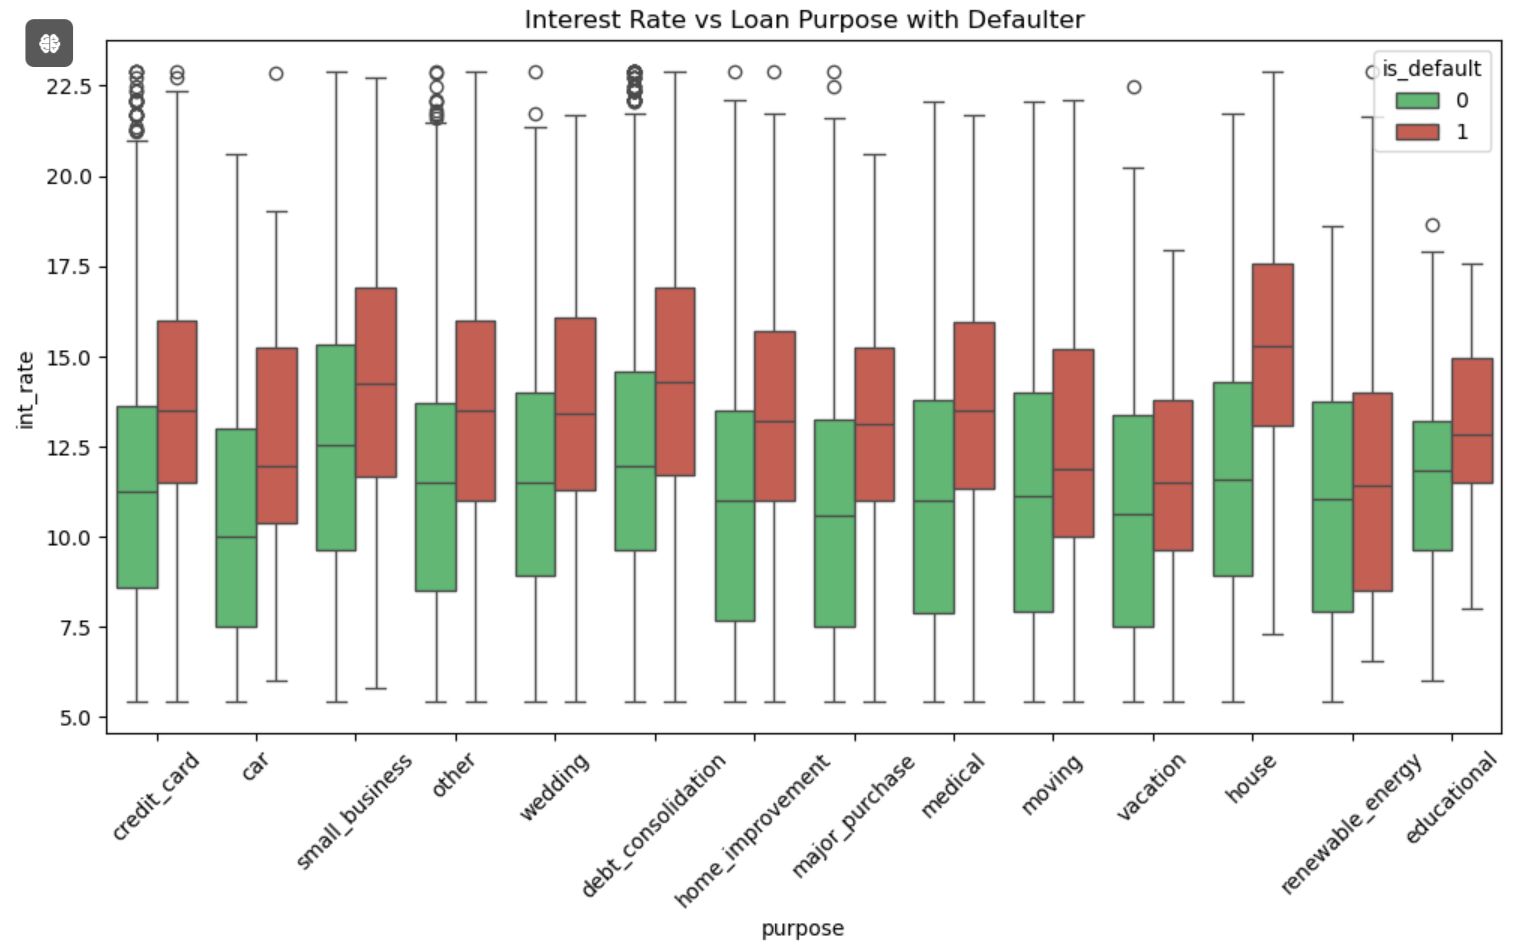 Interest Rate vs Loan Purpose with Defaulter
is_default
0
1
int_rate
22.5
20.0
17.5
15.0
12.5
10.0
7.5
5.0
credit_card
car
small_business
other
wedding
debt_consolidation
home_improvement
major_purchase
medical
moving
vacation
house
renewable_energy
educational
purpose